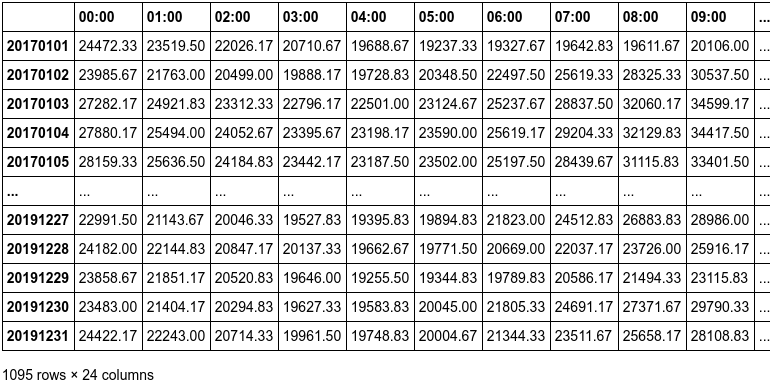 00:00 01:00 02:00 03:00 04:00 05:00 06:00 07:00 08:00 09:00 ...
20170101 24472.33 23519.50 22026.17 20710.67 19688.67 19237.33 19327.67 19642.83 19611.67 20106.00 ...
20170102 23985.67 21763.00 20499.00 19888.17 19728.83 20348.50 22497.50 25619.33 28325.33 30537.50 ...
20170103 27282.17 24921.83 23312.33 22796.17 22501.00 23124.67 25237.67 28837.50 32060.17 34599.17 ...
20170104 27880.17 25494.00 24052.67 23395.67 23198.17 23590.00 25619.17 29204.33 32129.83 34417.50 ...
20170105 28159.33 25636.50 24184.83 23442.17 23187.50 23502.00 25197.50 28439.67 31115.83 33401.50 ...
... ... ... ... ... ... ... ... ... ... ... ...
20191227 22991.50 21143.67 20046.33 19527.83 19395.83 19894.83 21823.00 24512.83 26883.83 28986.00 ...
20191228 24182.00 22144.83 20847.17 20137.33 19662.67 19771.50 20669.00 22037.17 23726.00 25916.17 ...
20191229 23858.67 21851.17 20520.83 19646.00 19255.50 19344.83 19789.83 20586.17 21494.33 23115.83 ...
20191230 23483.00 21404.17 20294.83 19627.33 19583.83 20045.00 21805.33 24691.17 27371.67 29790.33 ...
20191231 24422.17 22243.00 20714.33 19961.50 19748.83 20004.67 21344.33 23511.67 25658.17 28108.83 ...
1095 rows × 24 columns